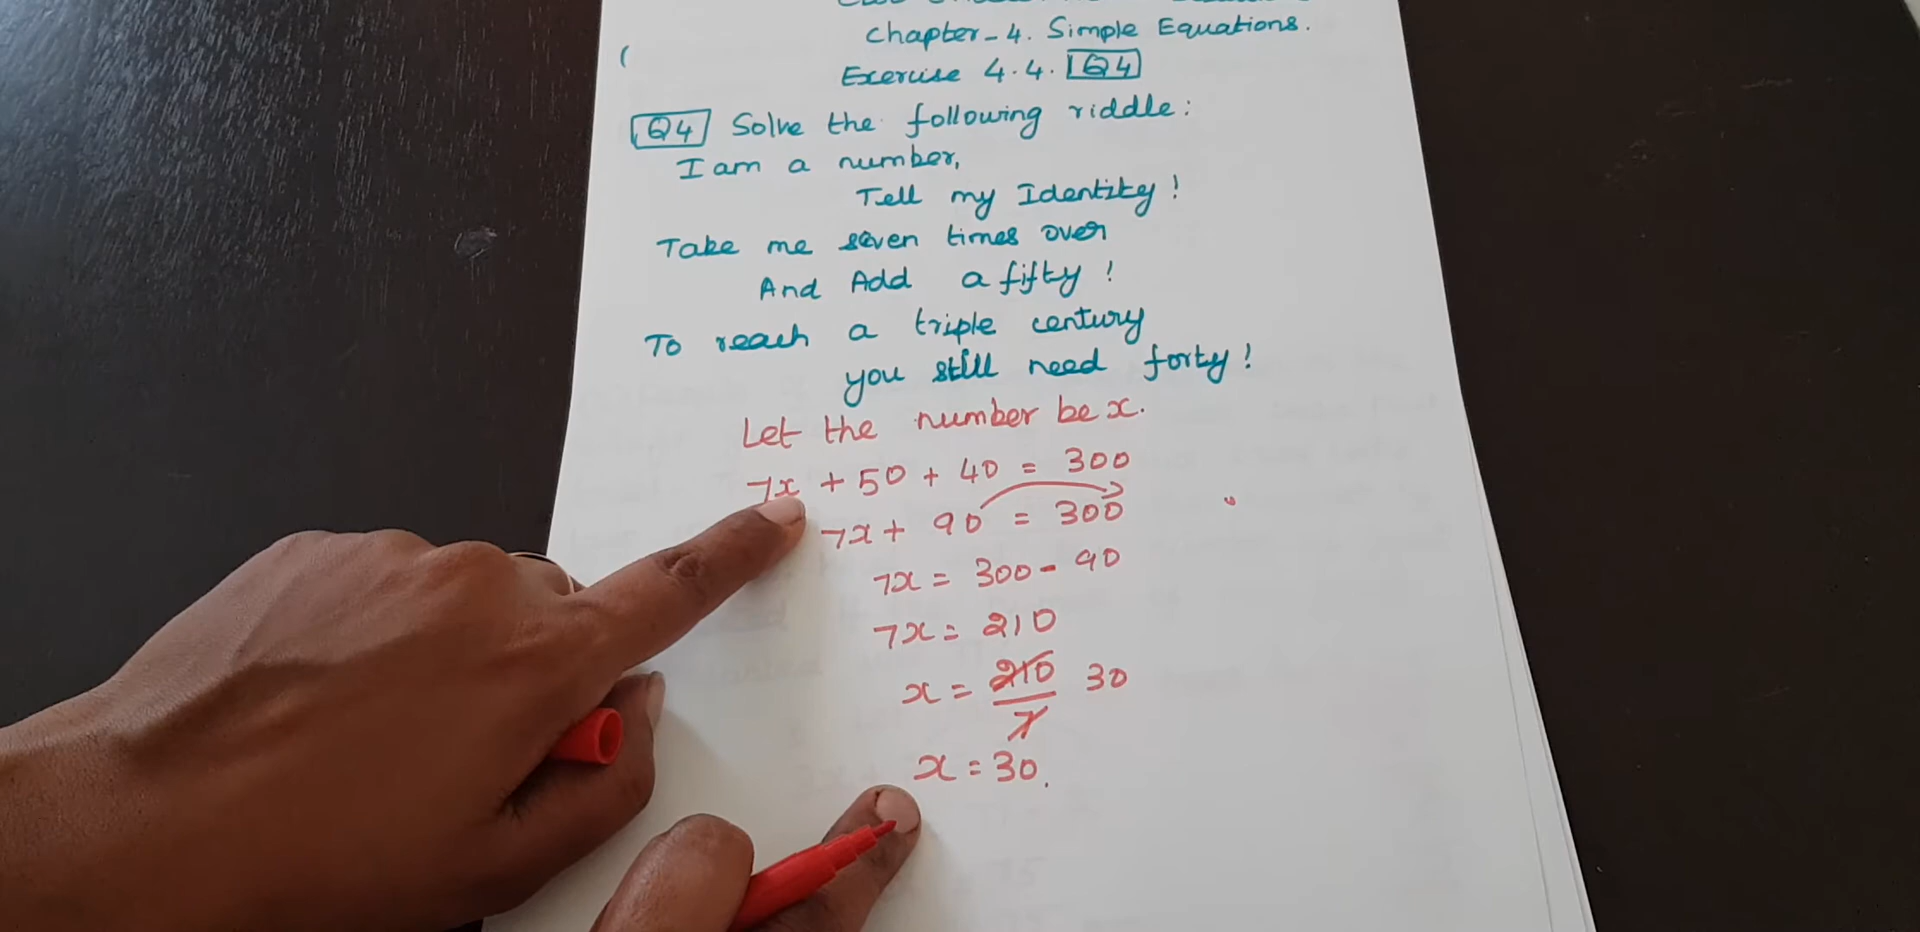 Chapter - 4. Simple Equations.
Exercise 4.4. Q4
Q4 Solve the following riddle:
I am a number,
Tell my Identity!
Take me seven times over
And Add a fifty!
To reach a triple century
you still need forty!
Let the number be x.
7x + 50 + 40 = 300
7x + 90 = 300
7x = 300 - 90
7x = 210
x = 210/7 30
x = 30.